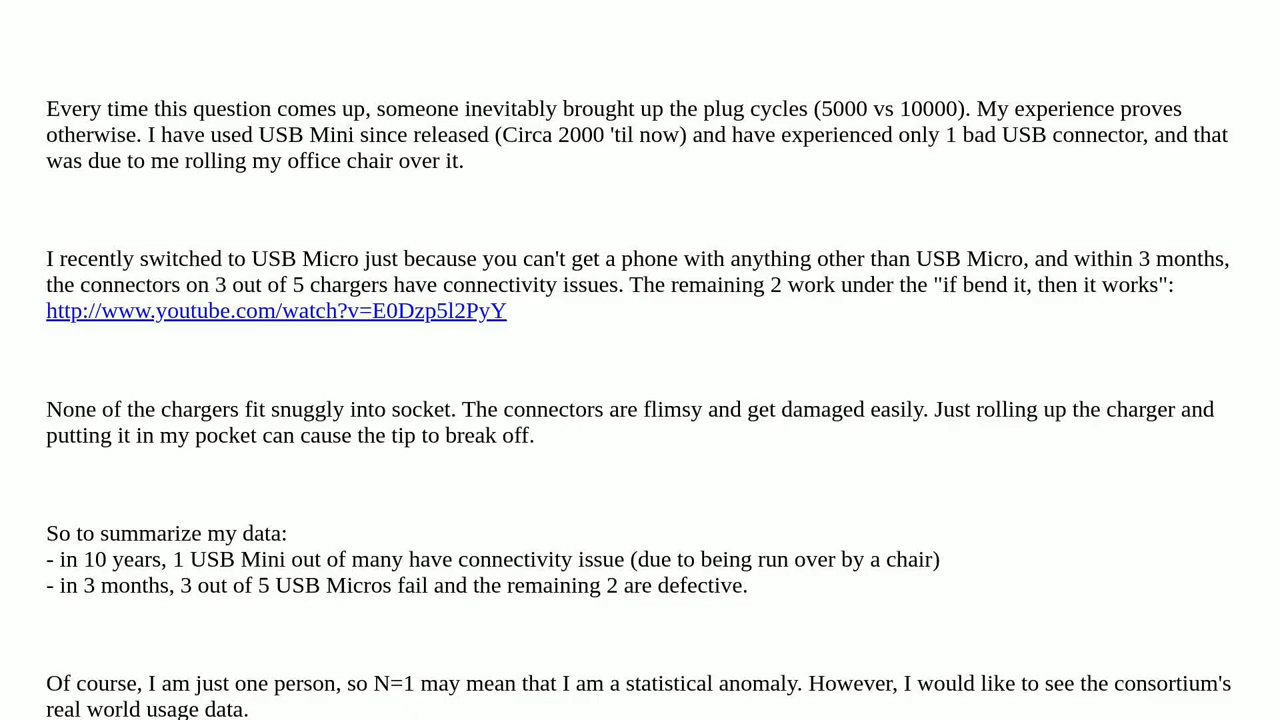 Every time this question comes up, someone inevitably brought up the plug cycles (5000 vs 10000). My experience proves
otherwise. I have used USB Mini since released (Circa 2000 'til now) and have experienced only 1 bad USB connector, and that
was due to me rolling my office chair over it.
I recently switched to USB Micro just because you can't get a phone with anything other than USB Micro, and within 3 months,
the connectors on 3 out of 5 chargers have connectivity issues. The remaining 2 work under the "if bend it, then it works":
http://www.youtube.com/watch?v=E0Dzp5l2PyY
None of the chargers fit snuggly into socket. The connectors are flimsy and get damaged easily. Just rolling up the charger and
putting it in my pocket can cause the tip to break off.
So to summarize my data:
- in 10 years, 1 USB Mini out of many have connectivity issue (due to being run over by a chair)
- in 3 months, 3 out of 5 USB Micros fail and the remaining 2 are defective.
Of course, I am just one person, so N=1 may mean that I am a statistical anomaly. However, I would like to see the consortium's
real world usage data.